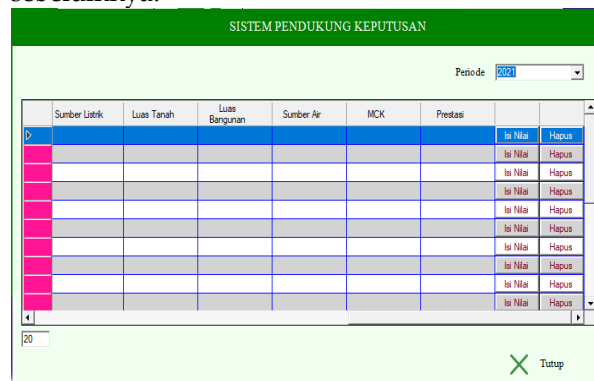 sebelumnya.
SISTEM PENDUKUNG KEPUTUSAN
Periode 2021
Sumber Listrik Luas Tanah Luas Bangunan Sumber Air MCK Prestasi
Isi Nilai Hapus
Isi Nilai Hapus
Isi Nilai Hapus
Isi Nilai Hapus
Isi Nilai Hapus
Isi Nilai Hapus
Isi Nilai Hapus
Isi Nilai Hapus
Isi Nilai Hapus
Isi Nilai Hapus
20
Tutup